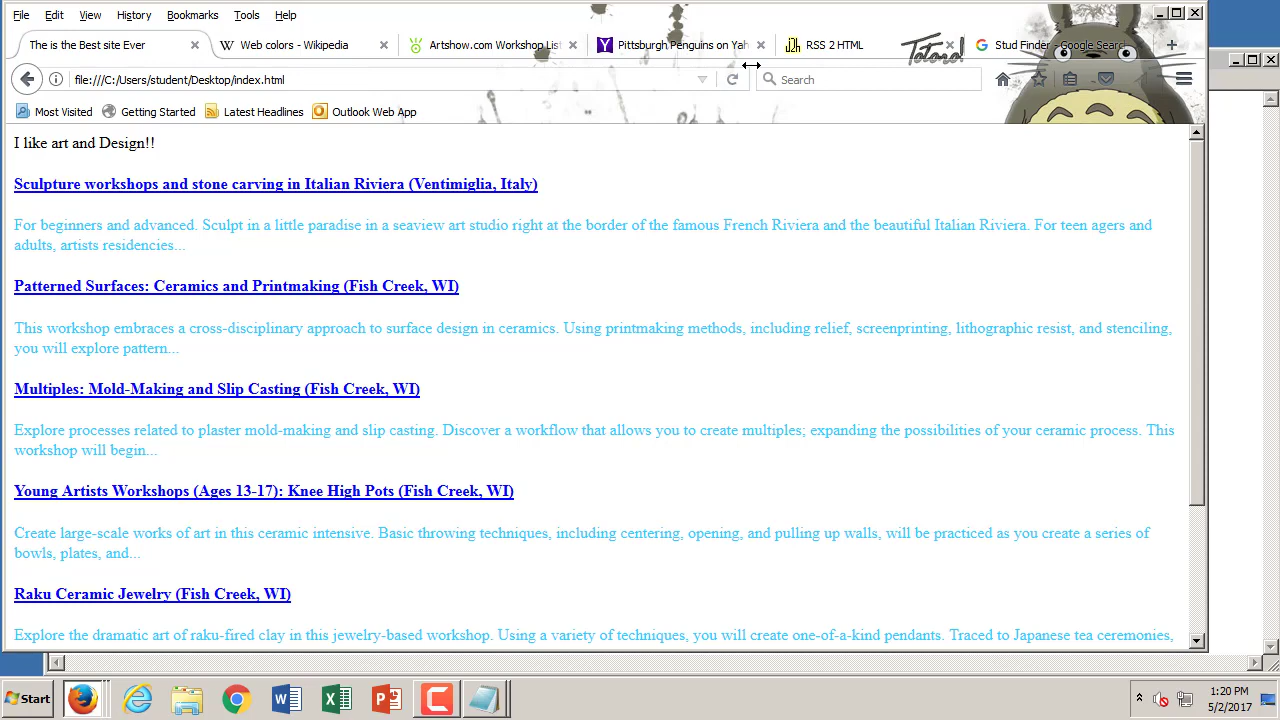 File Edit View History Bookmarks Tools Help
The is the Best site Ever
Web colors - Wikipedia
Artshow.com Workshop List
Pittsburgh Penguins on Yah
RSS 2 HTML
Totoro!
Stud Finder - Google Search
file:///C:/Users/student/Desktop/index.html
Search
Most Visited Getting Started Latest Headlines Outlook Web App
I like art and Design!!
Sculpture workshops and stone carving in Italian Riviera (Ventimiglia, Italy)
For beginners and advanced. Sculpt in a little paradise in a seaview art studio right at the border of the famous French Riviera and the beautiful Italian Riviera. For teen agers and
adults, artists residencies...
Patterned Surfaces: Ceramics and Printmaking (Fish Creek, WI)
This workshop embraces a cross-disciplinary approach to surface design in ceramics. Using printmaking methods, including relief, screenprinting, lithographic resist, and stenciling,
you will explore pattern...
Multiples: Mold-Making and Slip Casting (Fish Creek, WI)
Explore processes related to plaster mold-making and slip casting. Discover a workflow that allows you to create multiples; expanding the possibilities of your ceramic process. This
workshop will begin...
Young Artists Workshops (Ages 13-17): Knee High Pots (Fish Creek, WI)
Create large-scale works of art in this ceramic intensive. Basic throwing techniques, including centering, opening, and pulling up walls, will be practiced as you create a series of
bowls, plates, and...
Raku Ceramic Jewelry (Fish Creek, WI)
Explore the dramatic art of raku-fired clay in this jewelry-based workshop. Using a variety of techniques, you will create one-of-a-kind pendants. Traced to Japanese tea ceremonies,
Start
1:20 PM
5/2/2017